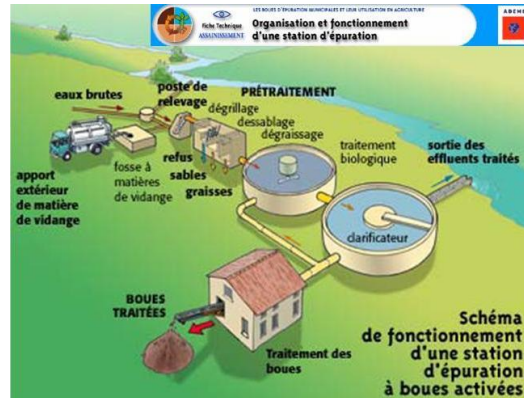 LES BOUES D'ÉPURATION MUNICIPALES ET LEUR UTILISATION EN AGRICULTURE
Fiche Technique
ASSAINISSEMENT
Organisation et fonctionnement
d'une station d'épuration
eaux brutes
poste de
relevage
PRÉTRAITEMENT
dégrillage
dessablage
dégraissage
traitement
biologique
sortie des
effluents traités
apport
extérieur
de matière
de vidange
fosse à
matières
de vidange
refus
sables
graisses
clarificateur
BOUES
TRAITÉES
Traitement des
boues
Schéma
de fonctionnement
d'une station
d'épuration
à boues activées